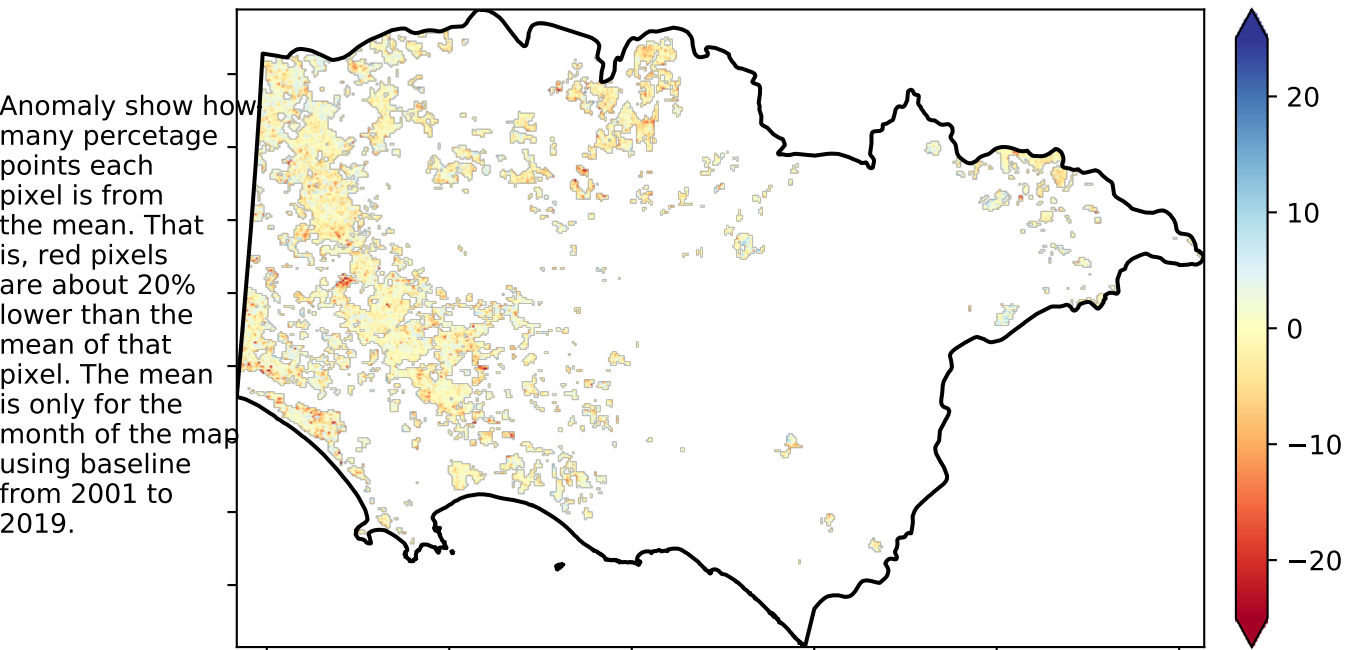 Anomaly show how
many percetage
points each
pixel is from
the mean. That
is, red pixels
are about 20%
lower than the
mean of that
pixel. The mean
is only for the
month of the map
using baseline
from 2001 to
2019.
20
10
0
−10
−20